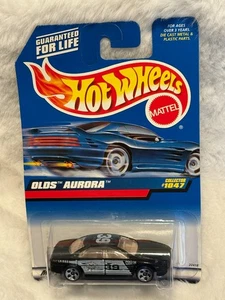 GUARANTEED
FOR LIFE
FOR AGES
OVER 3 YEARS.
DIE CAST METAL &
PLASTIC PARTS.
HOT WHEELS
MATTEL
OLDS AURORA
COLLECTOR
#1047